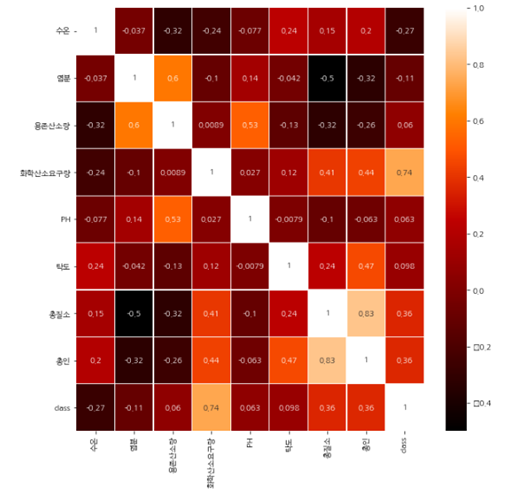 수온 1 -0,037 -0,32 -0,24 -0,077 0,24 0,15 0,2 -0,27
염분 -0,037 1 0,6 -0,1 0,14 -0,042 -0,5 -0,32 -0,11
용존산소량 -0,32 0,6 1 0,0089 0,53 -0,13 -0,32 -0,26 0,06
화학산소요구량 -0,24 -0,1 0,0089 1 0,027 0,12 0,41 0,44 0,74
PH -0,077 0,14 0,53 0,027 1 -0,0079 -0,1 -0,063 0,063
탁도 0,24 -0,042 -0,13 0,12 -0,0079 1 0,24 0,47 0,098
총질소 0,15 -0,5 -0,32 0,41 -0,1 0,24 1 0,83 0,36
총인 0,2 -0,32 -0,26 0,44 -0,063 0,47 0,83 1 0,36
class -0,27 -0,11 0,06 0,74 0,063 0,098 0,36 0,36 1
수온 염분 용존산소량 화학산소요구량 PH 탁도 총질소 총인 class
1,0
0,8
0,6
0,4
0,2
0,0
□0,2
□0,4